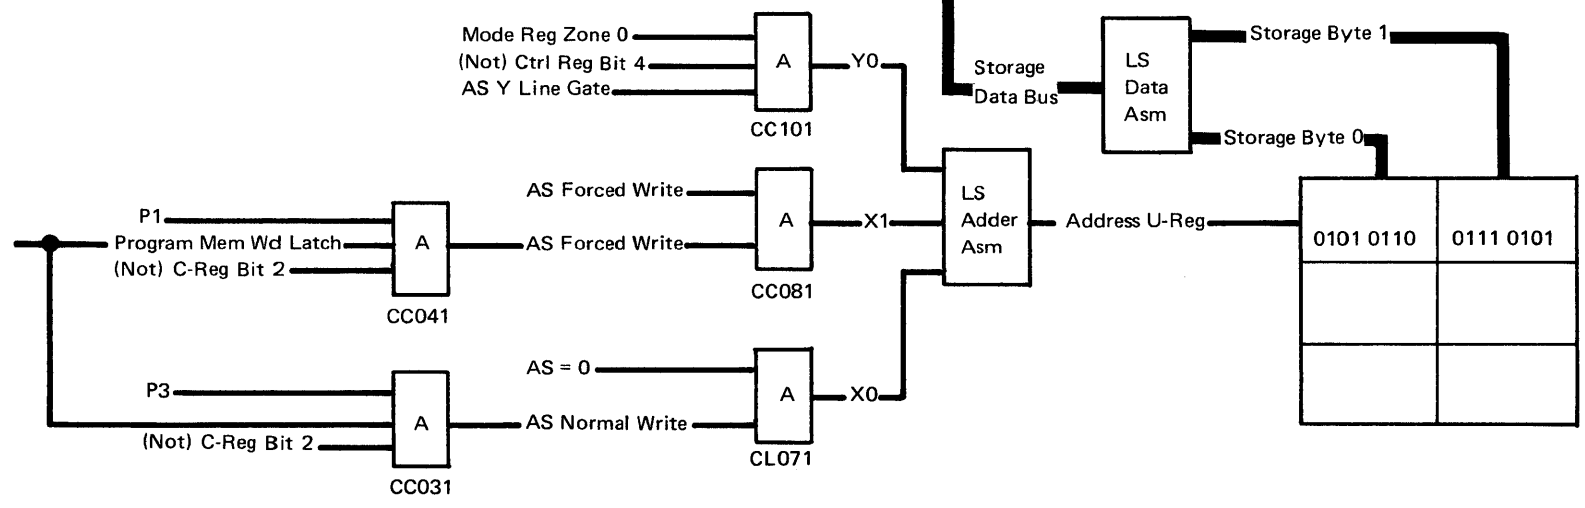 Mode Reg Zone 0
(Not) Ctrl Reg Bit 4
AS Y Line Gate
A
Y0
CC101
Storage
Data Bus
LS
Data
Asm
Storage Byte 1
Storage Byte 0
P1
Program Mem Wd Latch
(Not) C-Reg Bit 2
A
CC041
AS Forced Write
AS Forced Write
A
X1
CC081
LS
Adder
Asm
Address U-Reg
0101 0110
0111 0101
P3
(Not) C-Reg Bit 2
A
CC031
AS = 0
AS Normal Write
A
X0
CL071